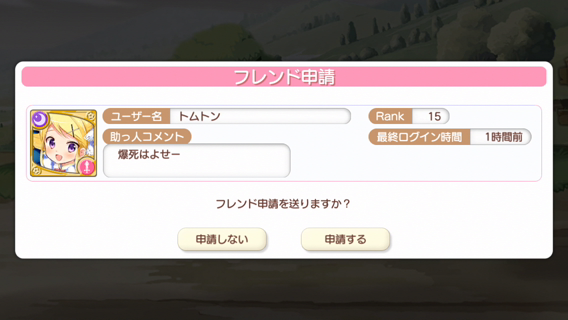 フレンド申請
ユーザー名 トムトン Rank 15
助っ人コメント 最終ログイン時間 1時間前
爆死はよせー
フレンド申請を送りますか？
申請しない 申請する